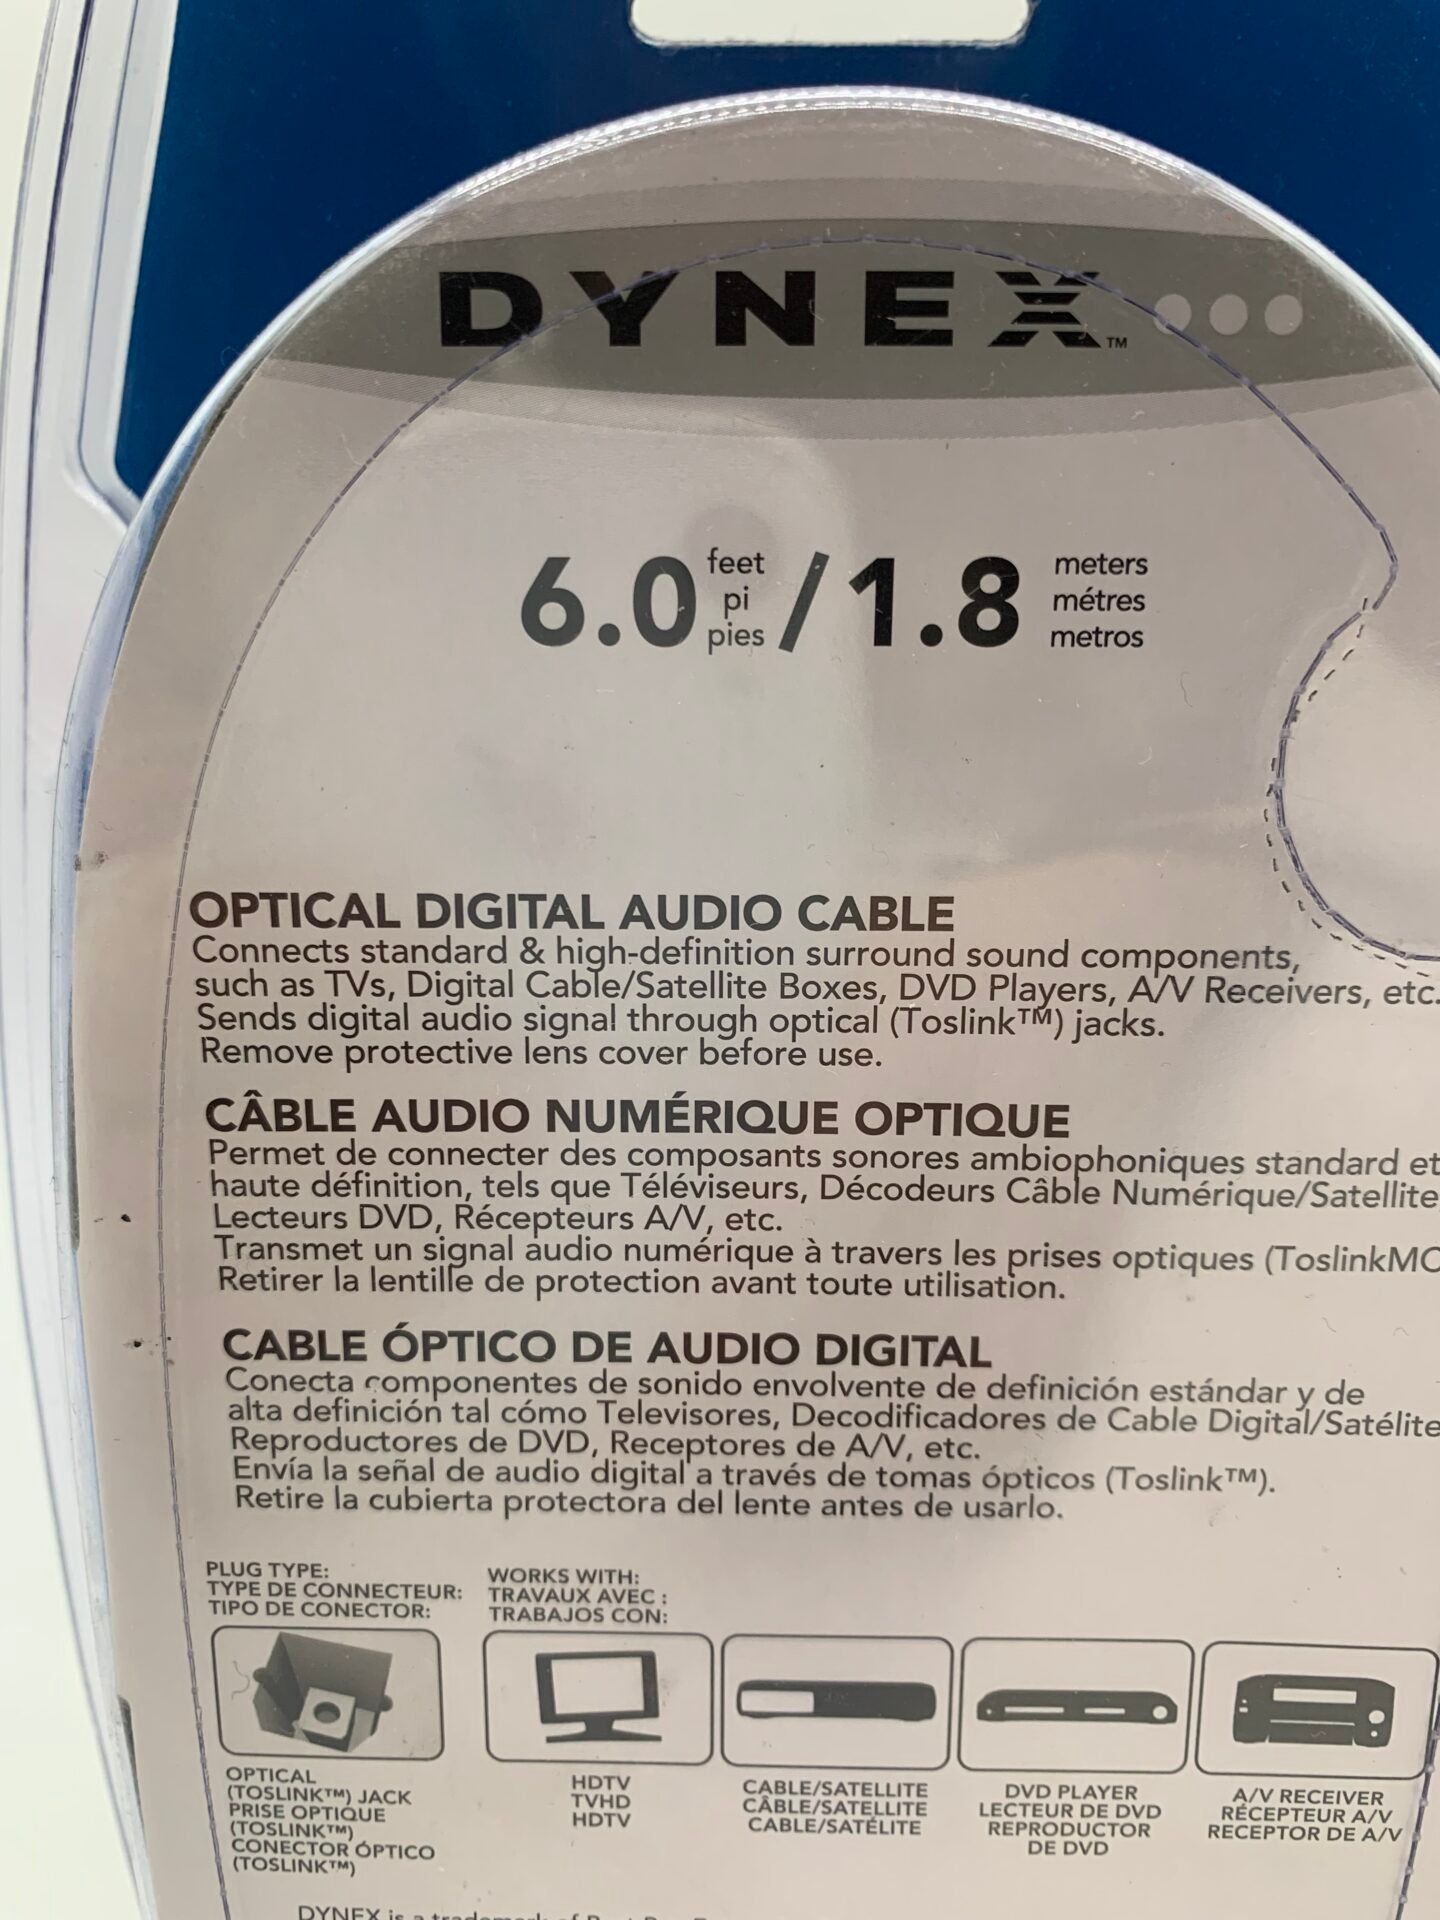 DYNEX™
6.0 feet / 1.8 meters
pi métres
pies metros
OPTICAL DIGITAL AUDIO CABLE
Connects standard & high-definition surround sound components,
such as TVs, Digital Cable/Satellite Boxes, DVD Players, A/V Receivers, etc.
Sends digital audio signal through optical (Toslink™) jacks.
Remove protective lens cover before use.
CÂBLE AUDIO NUMÉRIQUE OPTIQUE
Permet de connecter des composants sonores ambiophoniques standard et
haute définition, tels que Téléviseurs, Décodeurs Câble Numérique/Satellite
Lecteurs DVD, Récepteurs A/V, etc.
Transmet un signal audio numérique à travers les prises optiques (ToslinkMC
Retirer la lentille de protection avant toute utilisation.
CABLE ÓPTICO DE AUDIO DIGITAL
Conecta componentes de sonido envolvente de definición estándar y de
alta definición tal cómo Televisores, Decodificadores de Cable Digital/Satélite
Reproductores de DVD, Receptores de A/V, etc.
Envía la señal de audio digital a través de tomas ópticos (Toslink™).
Retire la cubierta protectora del lente antes de usarlo.
PLUG TYPE:
TYPE DE CONNECTEUR:
TIPO DE CONECTOR:
WORKS WITH:
TRAVAUX AVEC :
TRABAJOS CON:
OPTICAL
(TOSLINK™) JACK
PRISE OPTIQUE
(TOSLINK™)
CONECTOR ÓPTICO
(TOSLINK™)
HDTV
TVHD
HDTV
CABLE/SATELLITE
CÂBLE/SATELLITE
CABLE/SATÉLITE
DVD PLAYER
LECTEUR DE DVD
REPRODUCTOR
DE DVD
A/V RECEIVER
RÉCEPTEUR A/V
RECEPTOR DE A/V
DYNEX is a trademark of